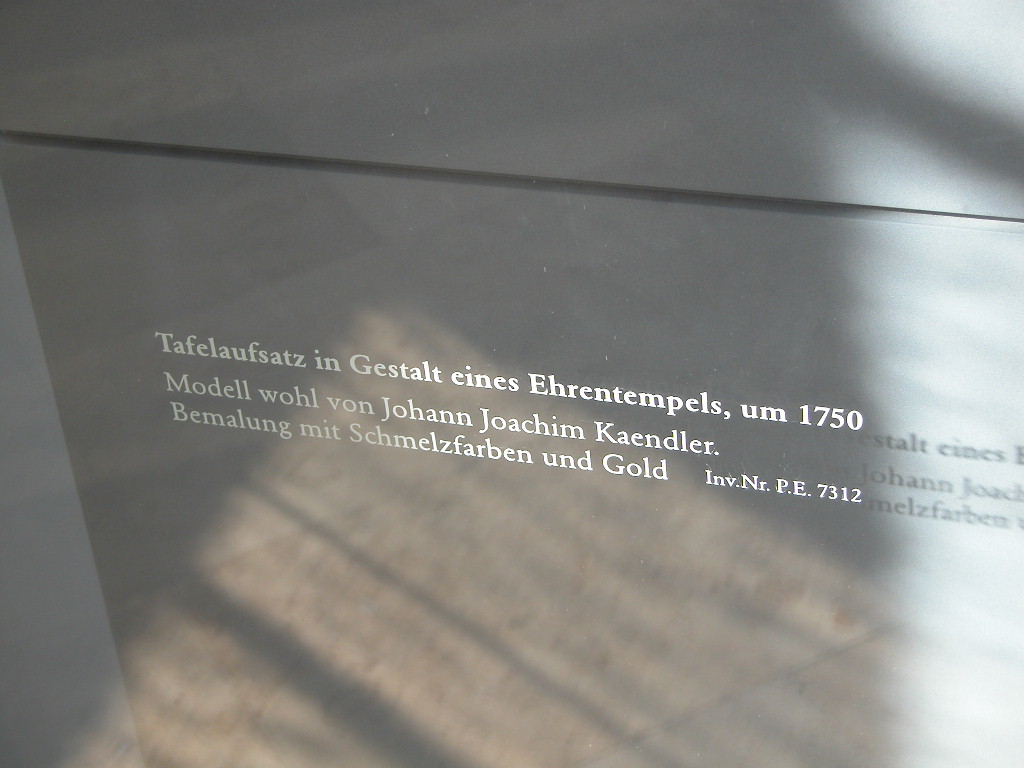 Tafelaufsatz in Gestalt eines Ehrentempels, um 1750
Modell wohl von Johann Joachim Kaendler.
Bemalung mit Schmelzfarben und Gold Inv.Nr. P.E. 7312